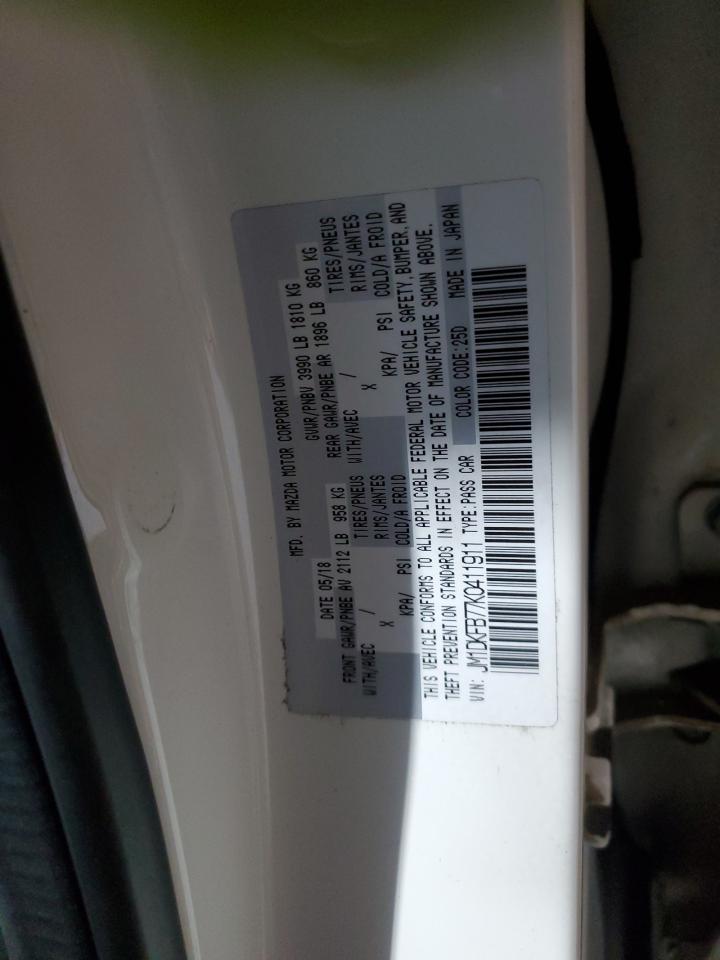 MFD. BY MAZDA MOTOR CORPORATION
DATE 05/18 GVWR/PNBV 3990 LB 1810 KG
FRONT GAWR/PNBE AV 2112 LB 958 KG REAR GAWR/PNBE AR 1896 LB 860 KG
WITH/AVEC / TIRES/PNEUS WITH/AVEC / TIRES/PNEUS
X RIMS/JANTES X RIMS/JANTES
KPA/ PSI COLD/A FROID KPA/ PSI COLD/A FROID
THIS VEHICLE CONFORMS TO ALL APPLICABLE FEDERAL MOTOR VEHICLE SAFETY, BUMPER, AND
THEFT PREVENTION STANDARDS IN EFFECT ON THE DATE OF MANUFACTURE SHOWN ABOVE.
VIN: JM1DKFB77K0411911 TYPE:PASS CAR COLOR CODE:25D MADE IN JAPAN